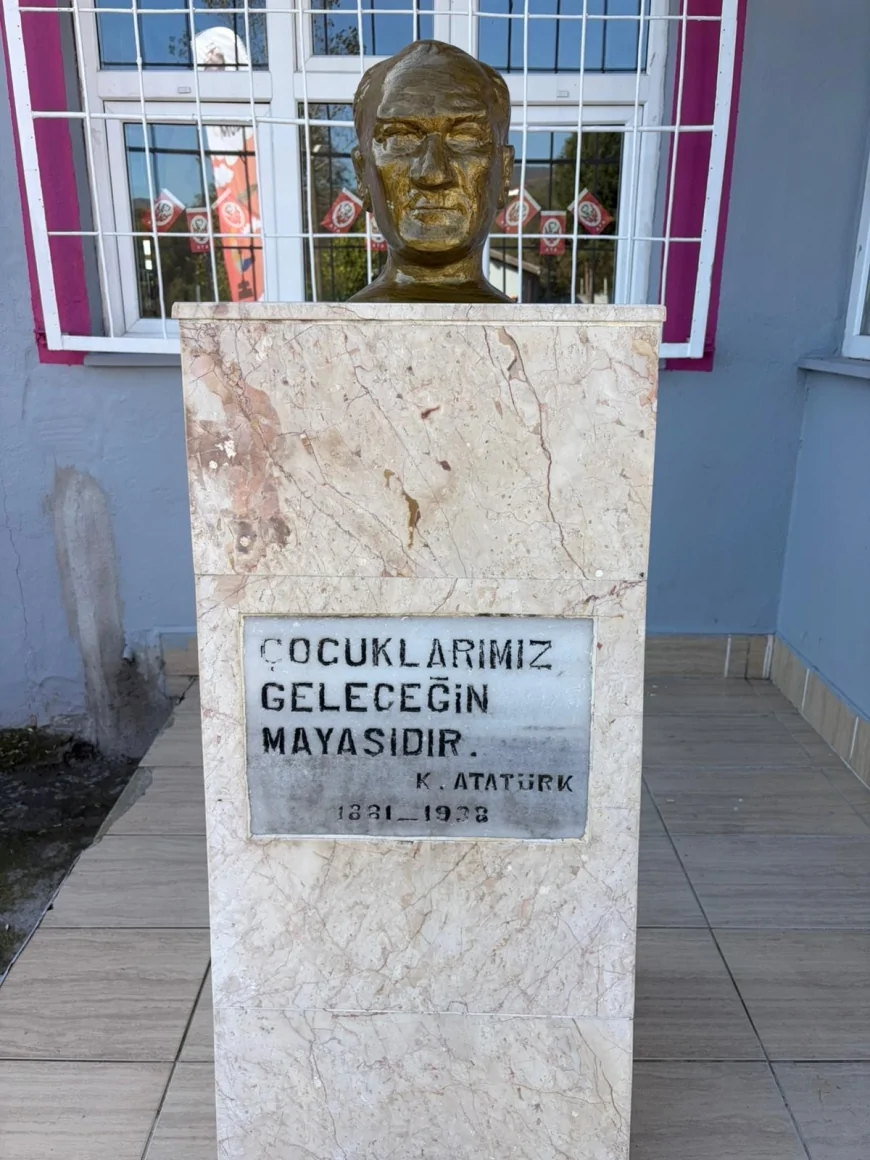 ÇOCUKLARIMIZ
GELECEĞİN
MAYASIDIR.
K. ATATÜRK
1881_1938